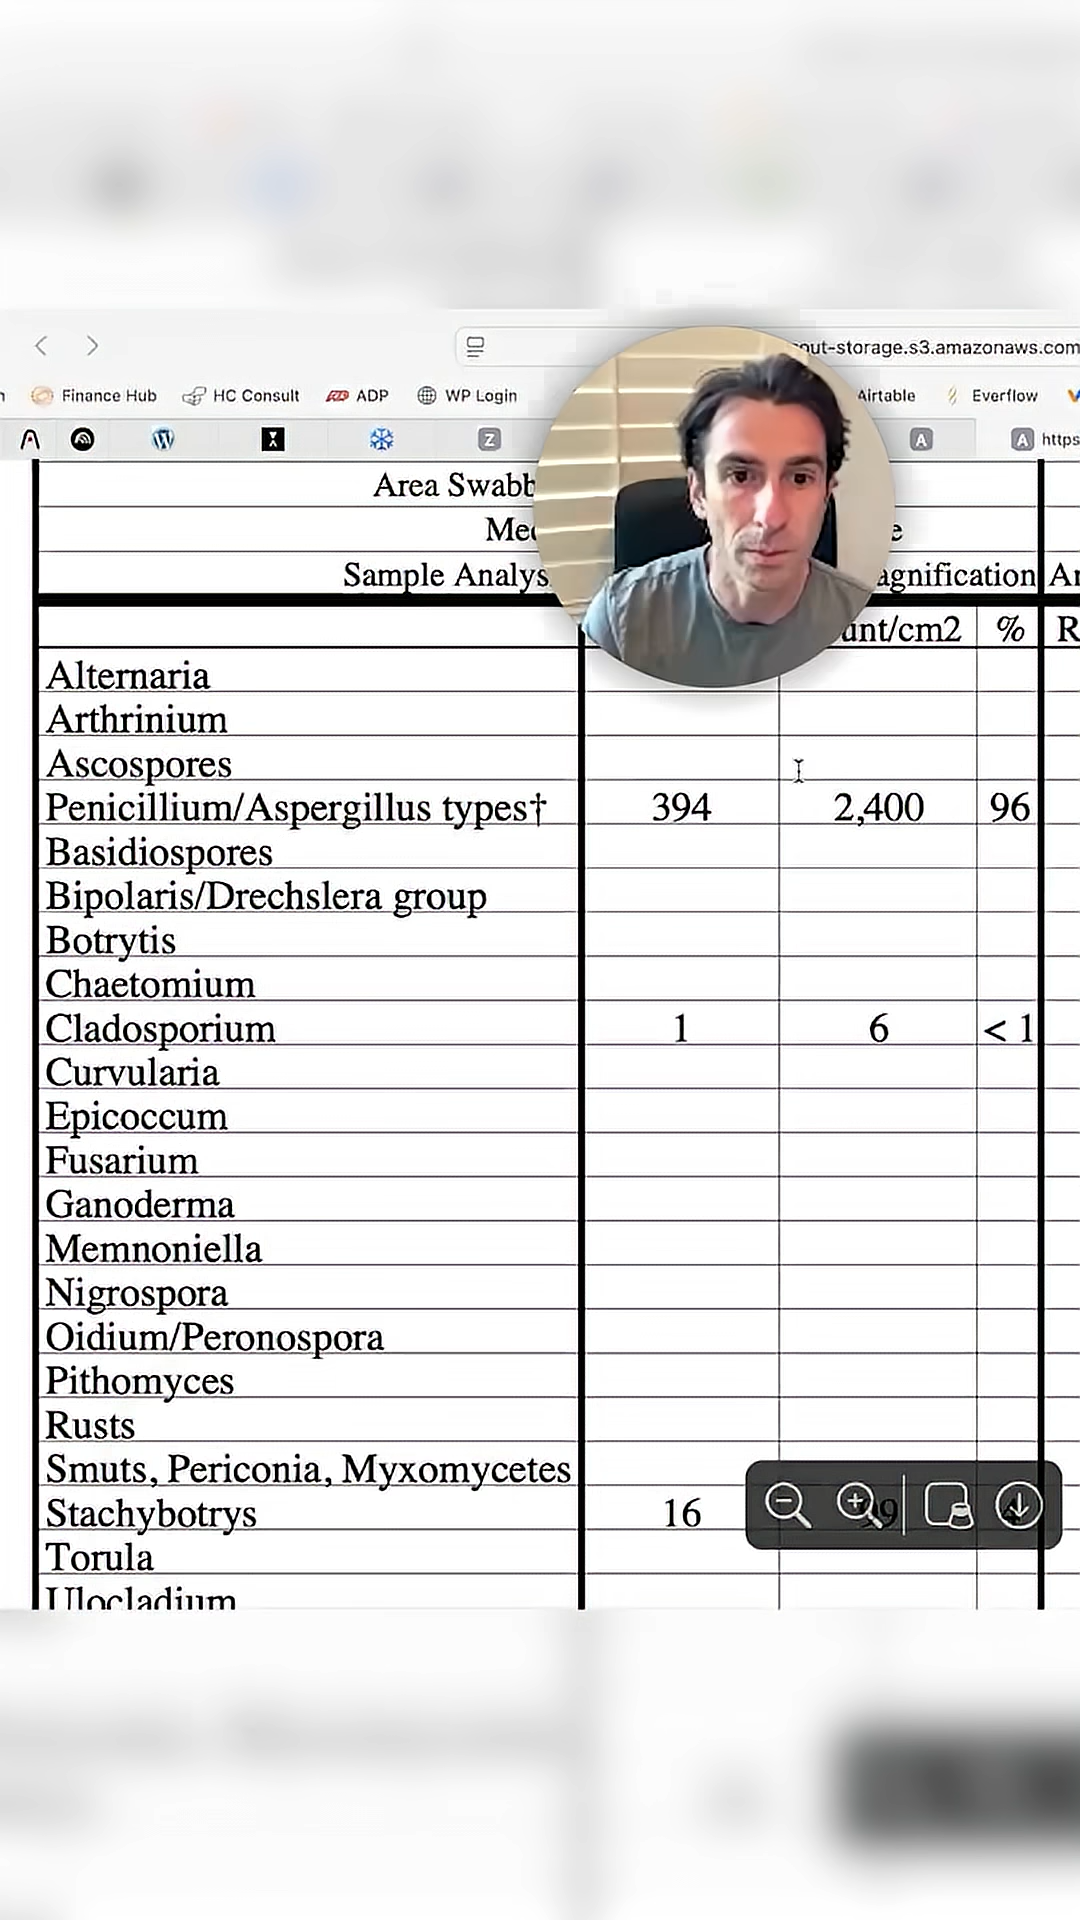 out-storage.s3.amazonaws.com
Finance Hub HC Consult ADP WP Login Airtable Everflow
Z A A https
Area Swabb
Sample Analys agnification
unt/cm2 %
Alternaria
Arthrinium
Ascospores
Penicillium/Aspergillus types† 394 2,400 96
Basidiospores
Bipolaris/Drechslera group
Botrytis
Chaetomium
Cladosporium 1 6 < 1
Curvularia
Epicoccum
Fusarium
Ganoderma
Memnoniella
Nigrospora
Oidium/Peronospora
Pithomyces
Rusts
Smuts, Periconia, Myxomycetes
Stachybotrys 16
Torula
Ulocladium